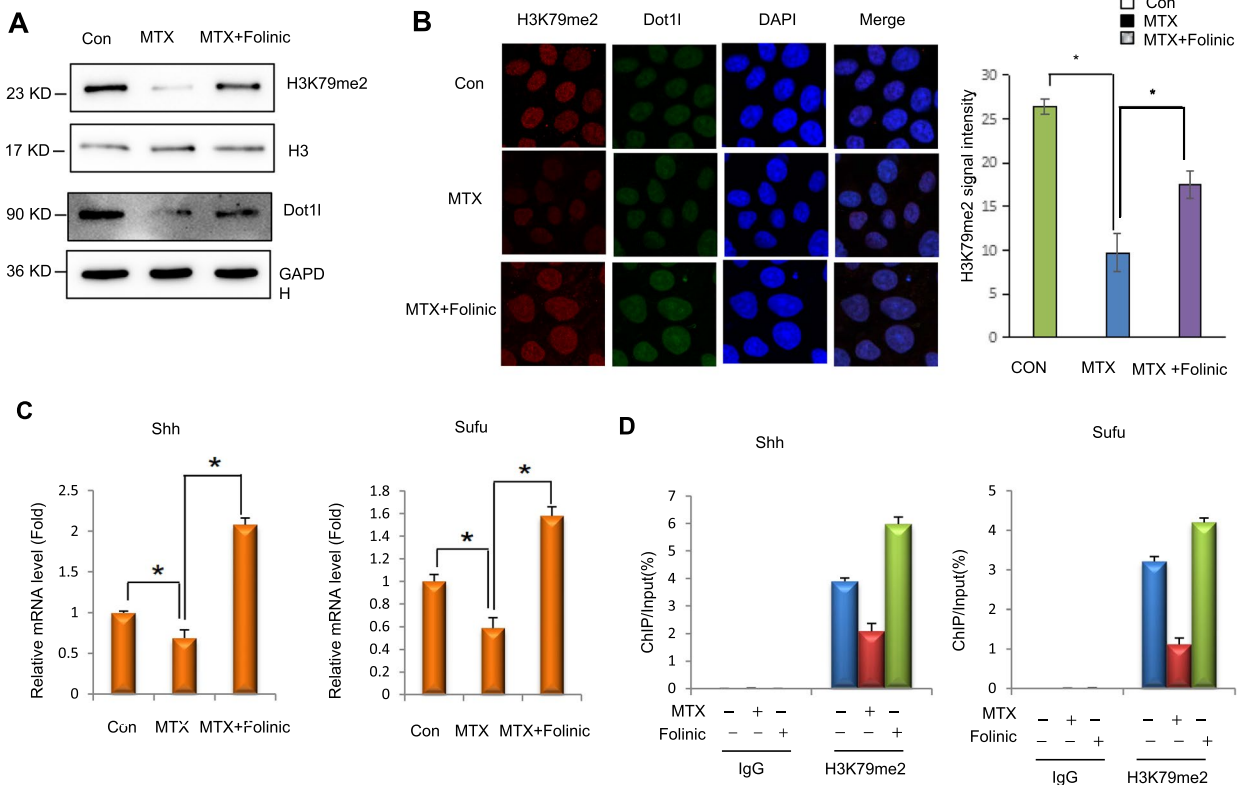 A
Con MTX MTX+Folinic
23 KD
H3K79me2
17 KD
H3
90 KD
Dot1l
36 KD
GAPD
H
B
H3K79me2 Dot1l DAPI Merge
Con
MTX
MTX+Folinic
Con
MTX
MTX+Folinic
H3K79me2 signal intensity
30
25
20
15
10
5
0
*
*
CON MTX MTX +Folinic
C
Shh
Relative mRNA level (Fold)
2.5
2
1.5
1
0.5
0
*
*
Con MTX MTX+Folinic
Sufu
Relative mRNA level (Fold)
1.8
1.6
1.4
1.2
1
0.8
0.6
0.4
0.2
0
*
*
Con MTX MTX+Folinic
D
Shh
ChIP/Input(%)
7
6
5
4
3
2
1
0
MTX – + – + –
Folinic – – + – – +
IgG H3K79me2
Sufu
ChIP/Input(%)
5
4
3
2
1
0
MTX – + – – + –
Folinic – – + – – +
IgG H3K79me2